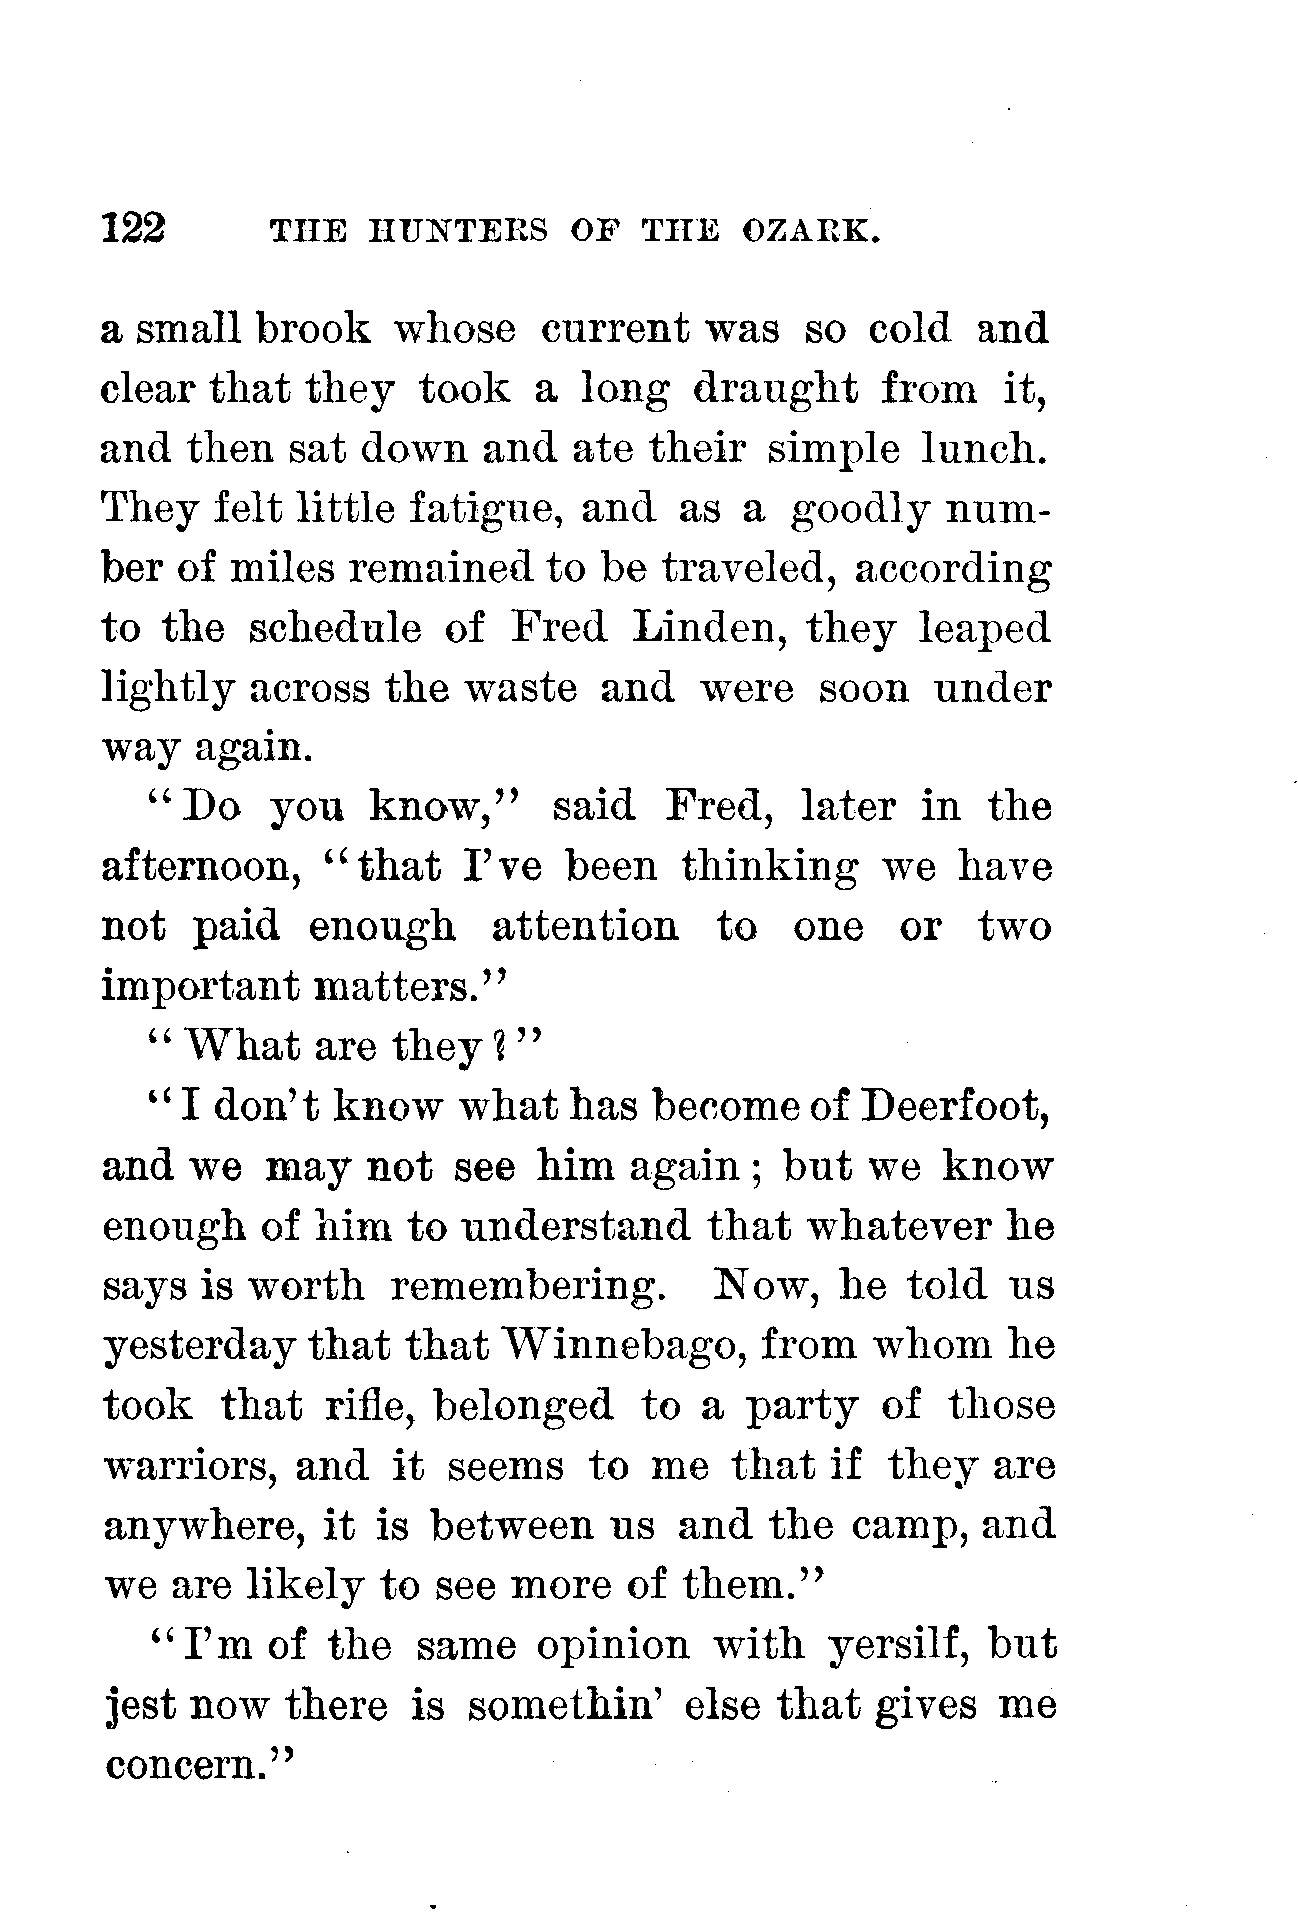 122 THE HUNTERS OF THE OZARK.
a small brook whose current was so cold and
clear that they took a long draught from it,
and then sat down and ate their simple lunch.
They felt little fatigue, and as a goodly num-
ber of miles remained to be traveled, according
to the schedule of Fred Linden, they leaped
lightly across the waste and were soon under
way again.
“Do you know,” said Fred, later in the
afternoon, “that I’ve been thinking we have
not paid enough attention to one or two
important matters.”
“What are they?”
“I don’t know what has become of Deerfoot,
and we may not see him again; but we know
enough of him to understand that whatever he
says is worth remembering. Now, he told us
yesterday that that Winnebago, from whom he
took that rifle, belonged to a party of those
warriors, and it seems to me that if they are
anywhere, it is between us and the camp, and
we are likely to see more of them.”
“I’m of the same opinion with yersilf, but
jest now there is somethin’ else that gives me
concern.”